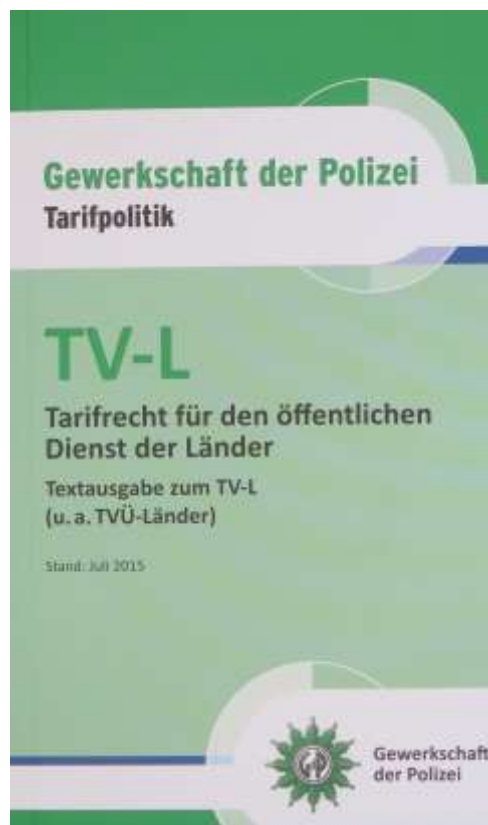 Gewerkschaft der Polizei
Tarifpolitik
TV-L
Tarifrecht für den öffentlichen
Dienst der Länder
Textausgabe zum TV-L
(u. a. TVÜ-Länder)
Stand: Juli 2015
GdP
Gewerkschaft
der Polizei